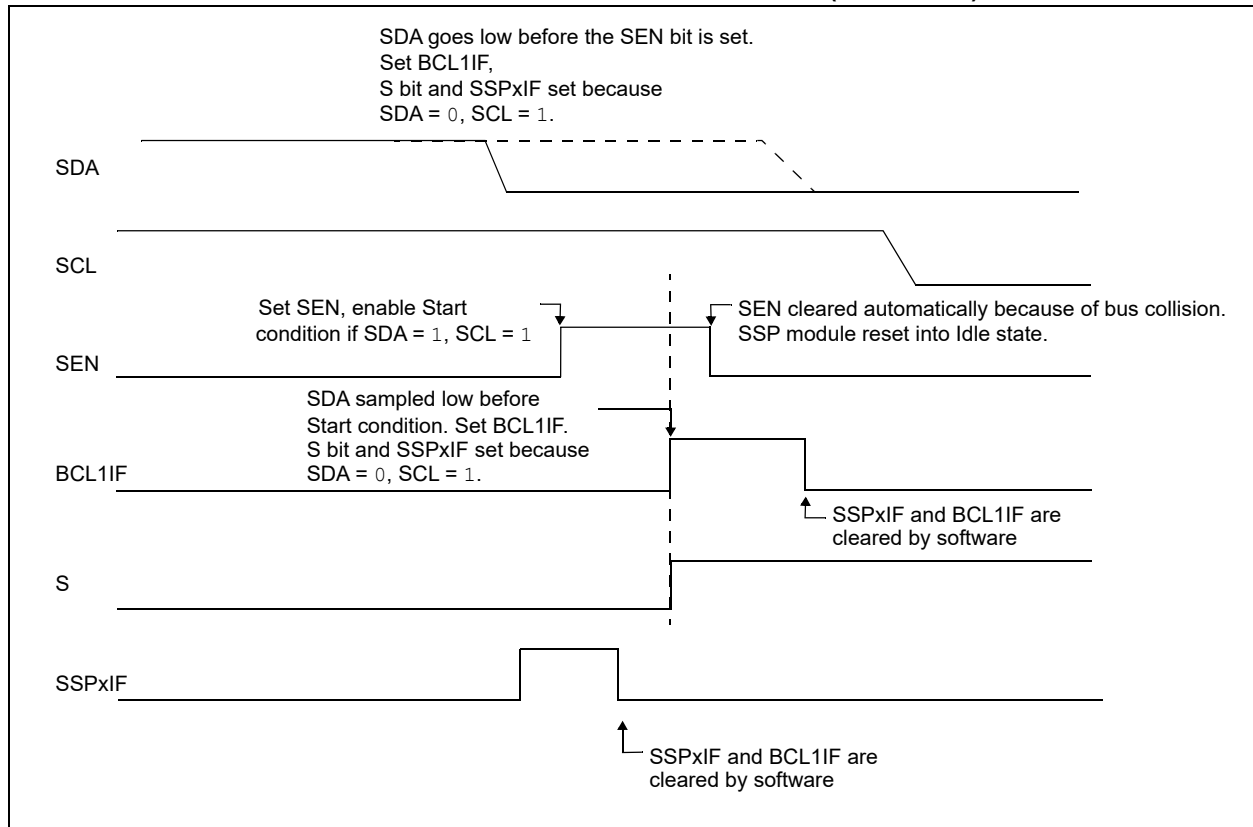 SDA goes low before the SEN bit is set.
Set BCL1IF,
S bit and SSPxIF set because
SDA = 0, SCL = 1.
SDA
SCL
Set SEN, enable Start
condition if SDA = 1, SCL = 1
SEN cleared automatically because of bus collision.
SSP module reset into Idle state.
SEN
SDA sampled low before
Start condition. Set BCL1IF.
S bit and SSPxIF set because
SDA = 0, SCL = 1.
BCL1IF
SSPxIF and BCL1IF are
cleared by software
S
SSPxIF
SSPxIF and BCL1IF are
cleared by software